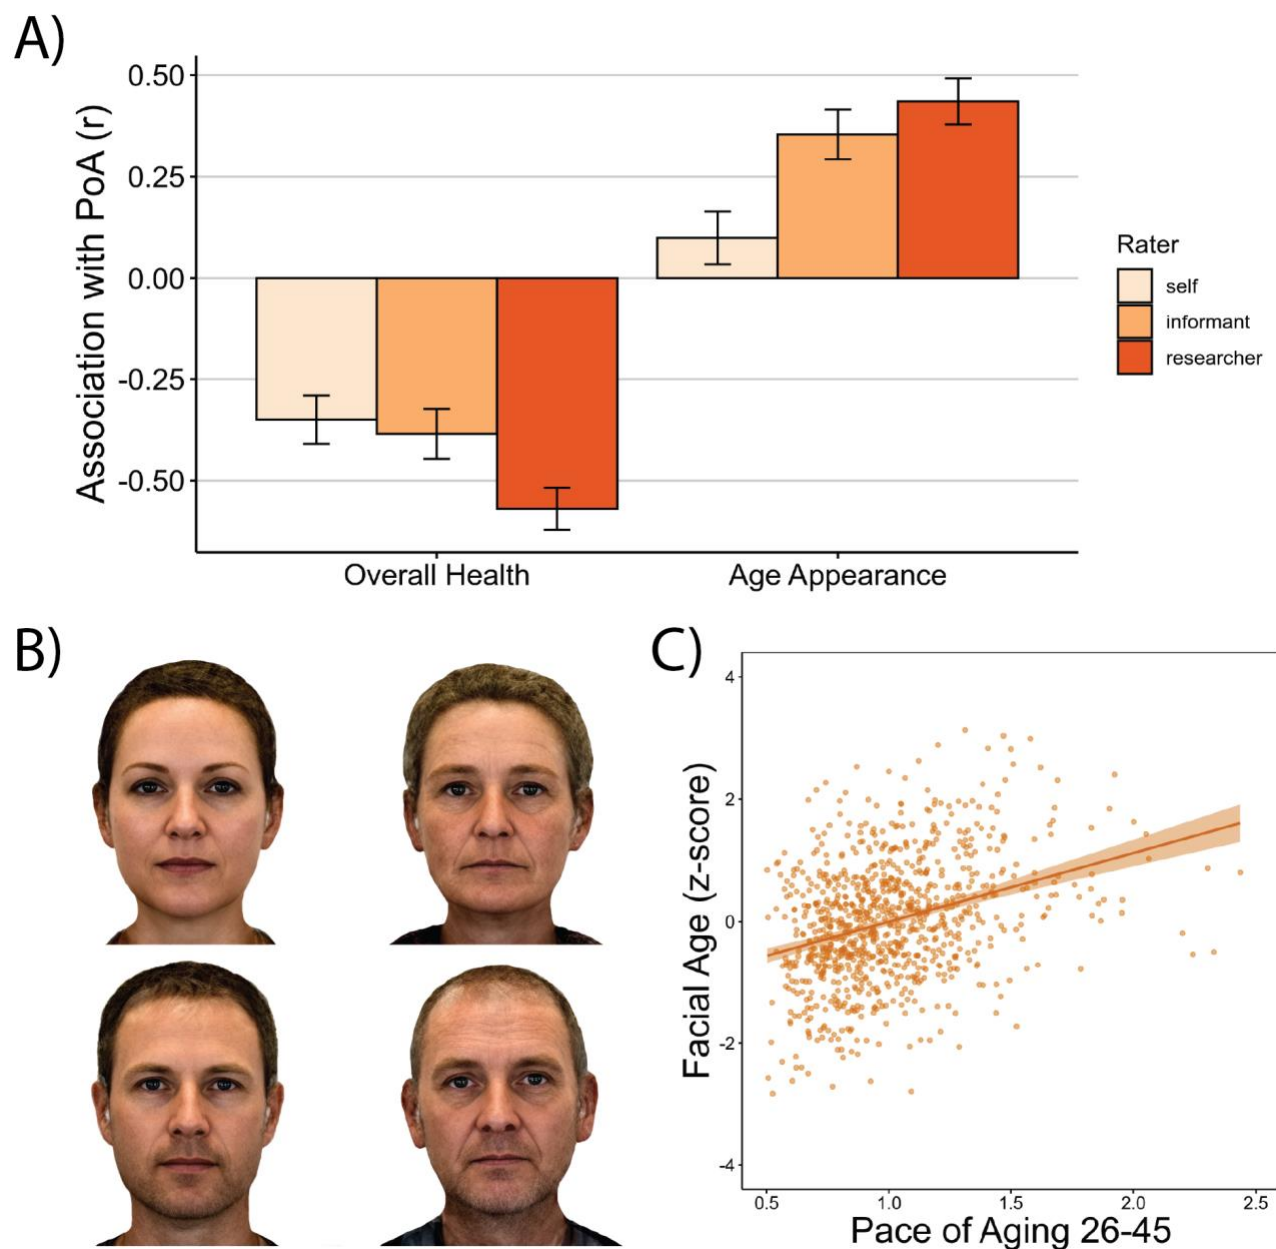 A)
Association with PoA (r)
0.50
0.25
0.00
-0.25
-0.50
Overall Health
Age Appearance
Rater
self
informant
researcher
B)
C)
Facial Age (z-score)
4
2
0
-2
-4
0.5
1.0
1.5
2.0
2.5
Pace of Aging 26-45